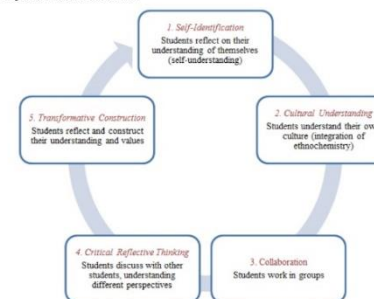 1. Self-Identification
Students reflect on their
understanding of themselves
(self-understanding)
2. Cultural Understanding
Students understand their own
culture (integration of
ethnochemistry)
3. Collaboration
Students work in groups
4. Critical Reflective Thinking
Students discuss with other
students, understanding
different perspectives
5. Transformative Construction
Students reflect and construct
their understanding and values